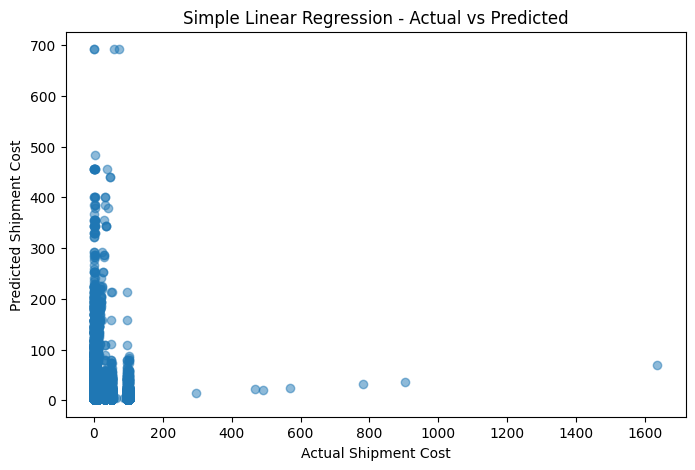 Simple Linear Regression - Actual vs Predicted
700
600
500
400
300
200
100
0
Predicted Shipment Cost
0 200 400 600 800 1000 1200 1400 1600
Actual Shipment Cost